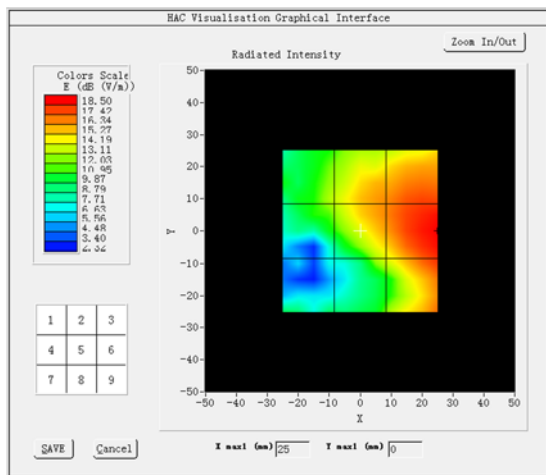 HAC Visualisation Graphical Interface
Zoom In/Out
Radiated Intensity
Colors Scale
E (dB (V/m))
18.50
17.42
16.34
15.27
14.19
13.11
12.03
10.95
9.87
8.79
7.71
6.63
5.56
4.48
3.40
2.32
50
40
30
20
10
0
-10
-20
-30
-40
-50
Y
-50 -40 -30 -20 -10 0 10 20 30 40 50
X
1 2 3
4 5 6
7 8 9
SAVE Cancel
X max1 (mm) 25 Y max1 (mm) 0